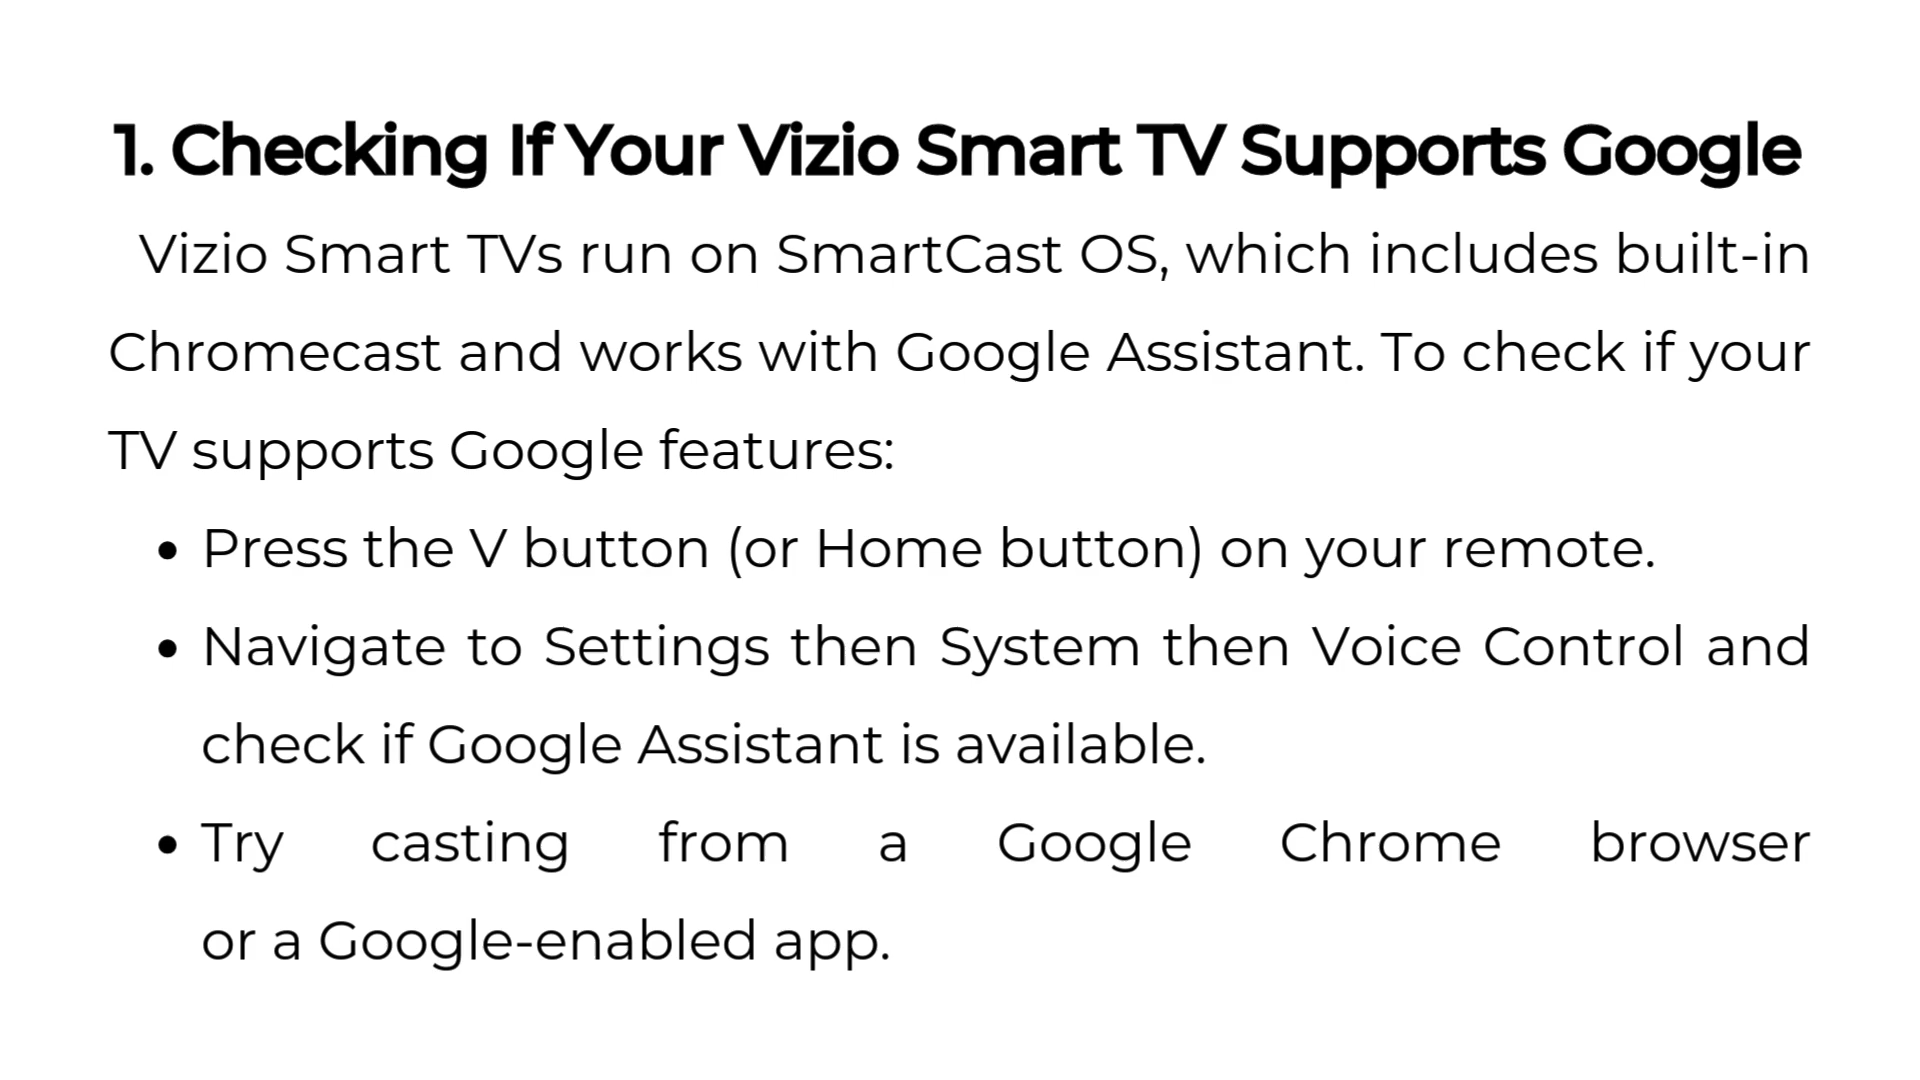 1. Checking If Your Vizio Smart TV Supports Google
Vizio Smart TVs run on SmartCast OS, which includes built-in
Chromecast and works with Google Assistant. To check if your
TV supports Google features:
• Press the V button (or Home button) on your remote.
• Navigate to Settings then System then Voice Control and
check if Google Assistant is available.
• Try casting from a Google Chrome browser
or a Google-enabled app.